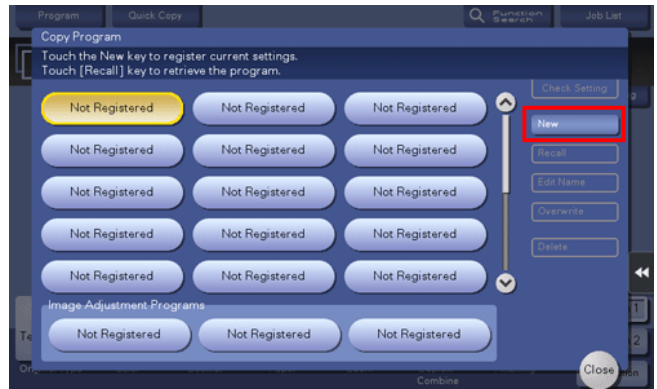 Program Quick Copy Function Search Job List
Copy Program
Touch the New key to register current settings.
Touch [Recall] key to retrieve the program.
Check Setting
Not Registered Not Registered Not Registered
New
Not Registered Not Registered Not Registered
Recall
Not Registered Not Registered Not Registered
Edit Name
Overwrite
Not Registered Not Registered Not Registered
Delete
Not Registered Not Registered Not Registered
Image Adjustment Programs
1
Not Registered Not Registered Not Registered
2
Close
Combine